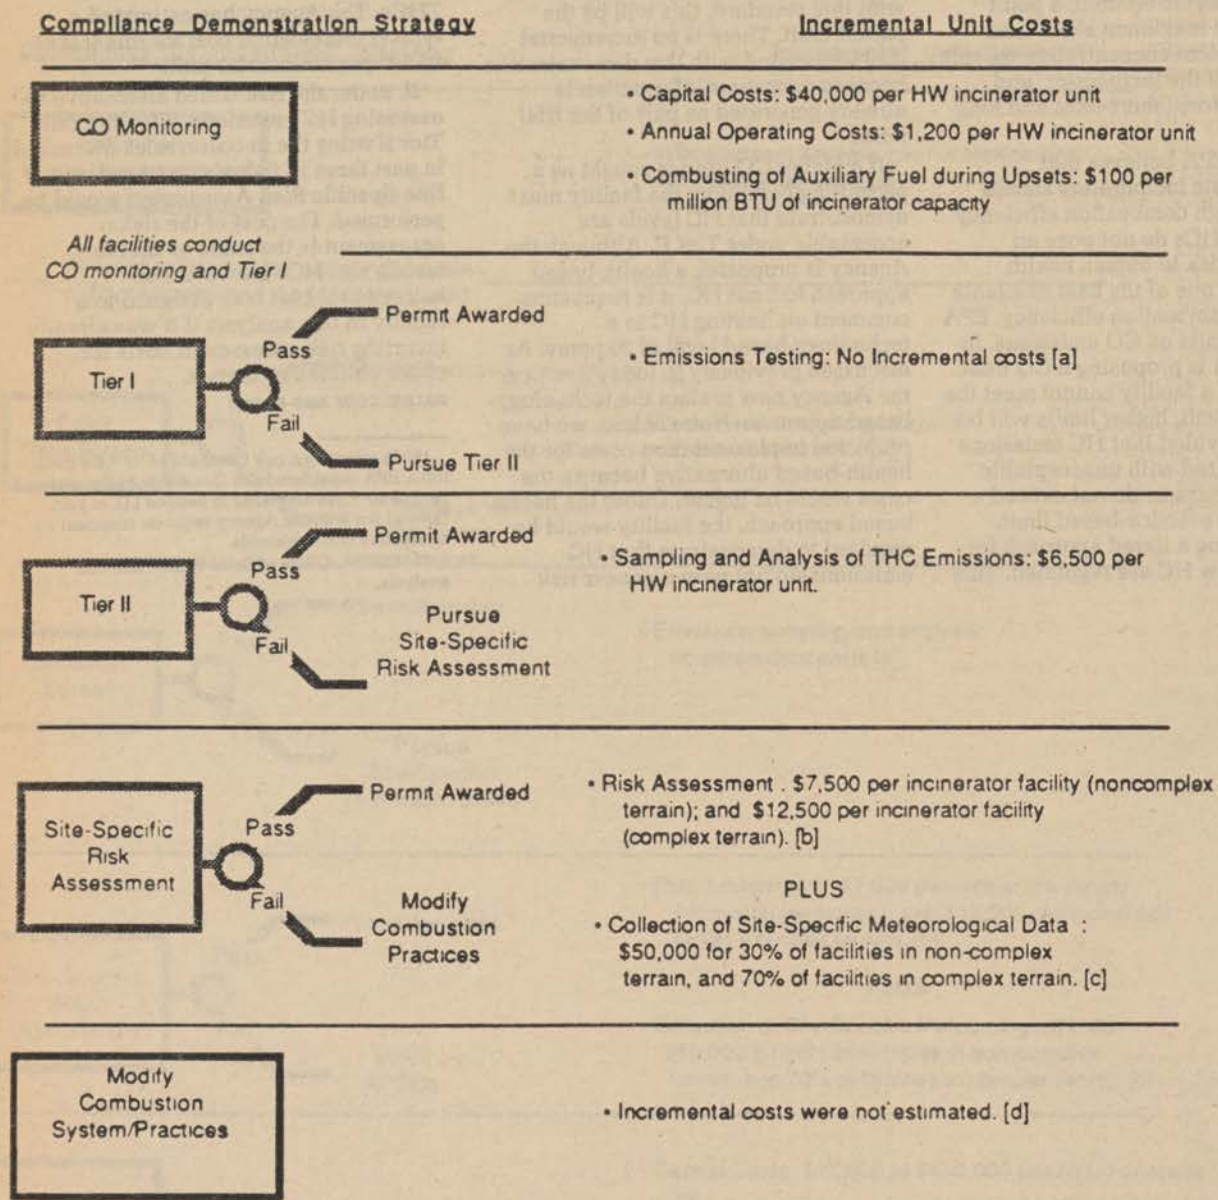 Compliance Demonstration Strategy
Incremental Unit Costs
CO Monitoring
• Capital Costs: $40,000 per HW incinerator unit
• Annual Operating Costs: $1,200 per HW incinerator unit
• Combusting of Auxiliary Fuel during Upsets: $100 per
million BTU of incinerator capacity
All facilities conduct
CO monitoring and Tier I
Tier I
Pass
Permit Awarded
Fail
Pursue Tier II
• Emissions Testing: No Incremental costs [a]
Tier II
Pass
Permit Awarded
Fail
Pursue
Site-Specific
Risk Assessment
• Sampling and Analysis of THC Emissions: $6,500 per
HW incinerator unit.
Site-Specific
Risk
Assessment
Pass
Permit Awarded
Fail
Modify
Combustion
Practices
• Risk Assessment . $7,500 per incinerator facility (noncomplex
terrain); and $12,500 per incinerator facility
(complex terrain). [b]
PLUS
• Collection of Site-Specific Meteorological Data :
$50,000 for 30% of facilities in non-complex
terrain, and 70% of facilities in complex terrain. [c]
Modify
Combustion
System/Practices
• Incremental costs were not estimated. [d]